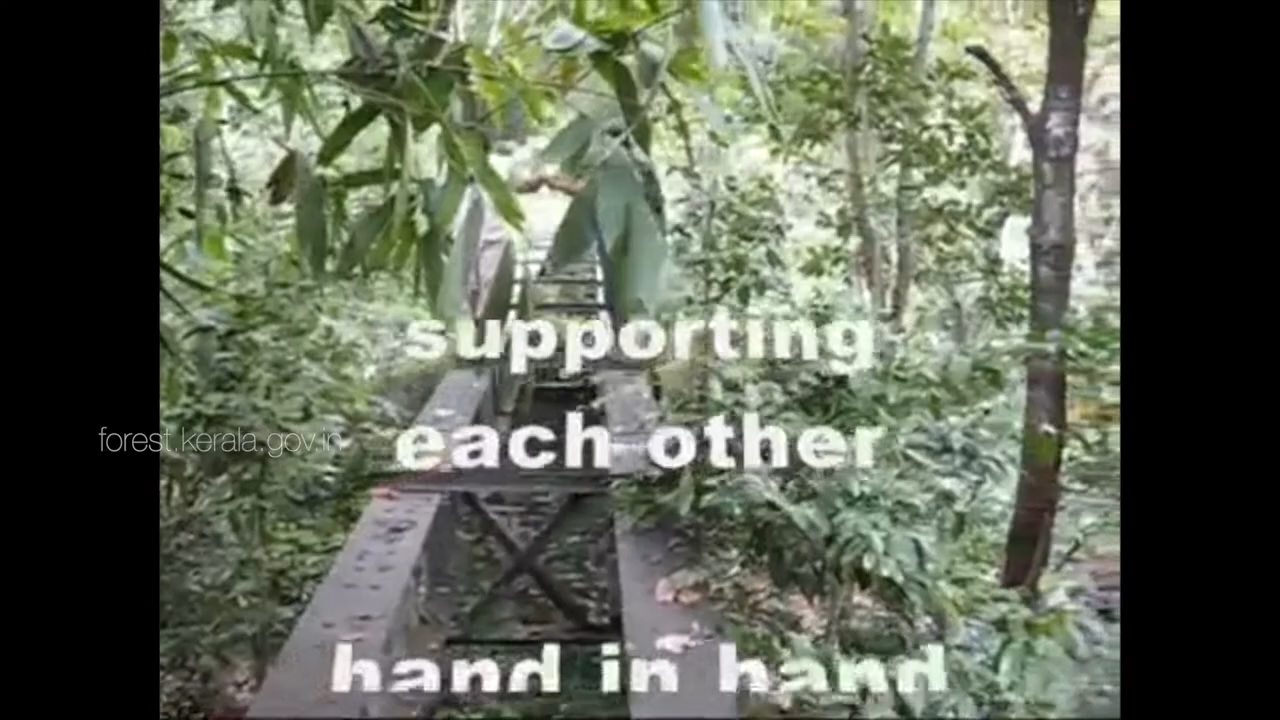 supporting
each other
forest.kerala.gov.in
hand in hand